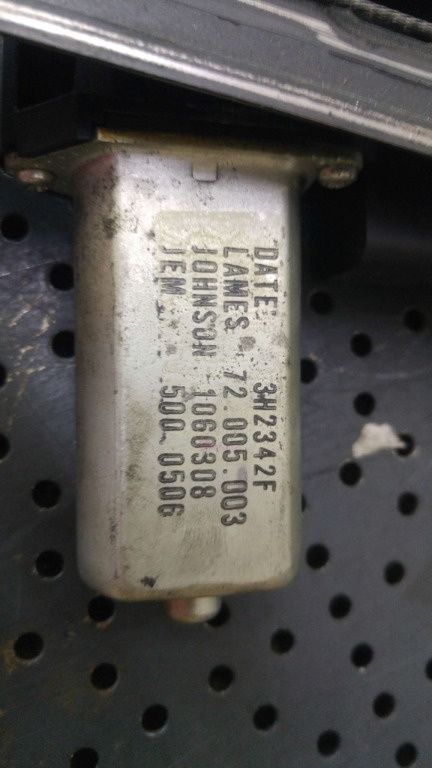 DATE 3H2342F
LAMES 72.005.003
JOHNSON 1060308
JEM 500 0506